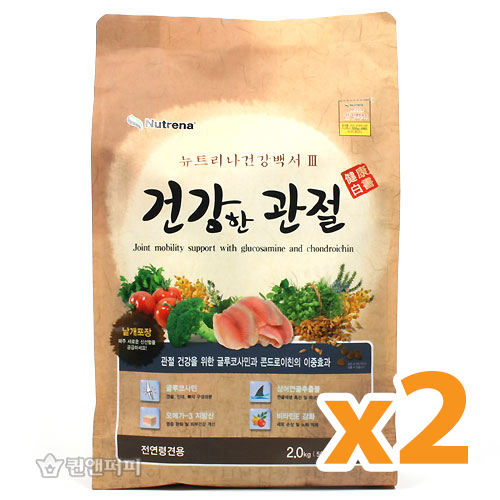 Nutrena
뉴트리나건강백서 Ⅲ
건강한 관절
健康
白書
Joint mobility support with glucosamine and chondroichin
낱개포장
관절 건강을 위한 글루코사민과 콘드로이친의 이중효과
글루코사민
상어연골추출물
오메가-3 지방산
비타민E 강화
전연령견용
2.0kg
x2
퀸앤퍼피